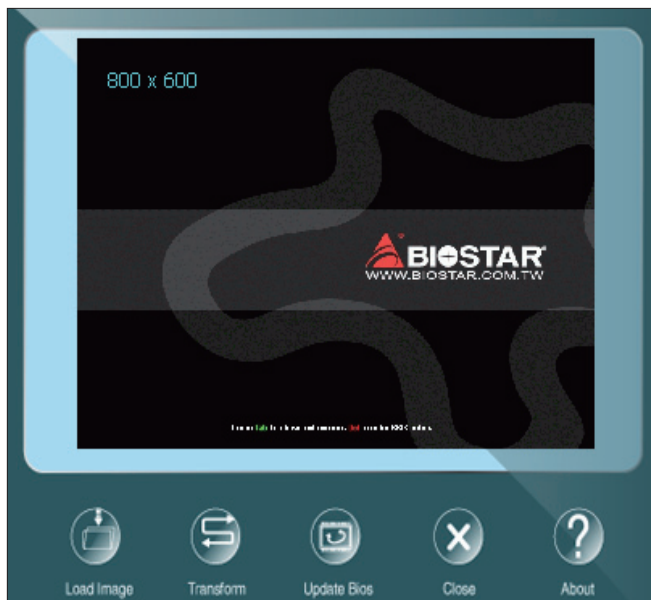 800 x 600
BIOSTAR
WWW.BIOSTAR.COM.TW
Load Image
Transform
Update Bios
Close
About